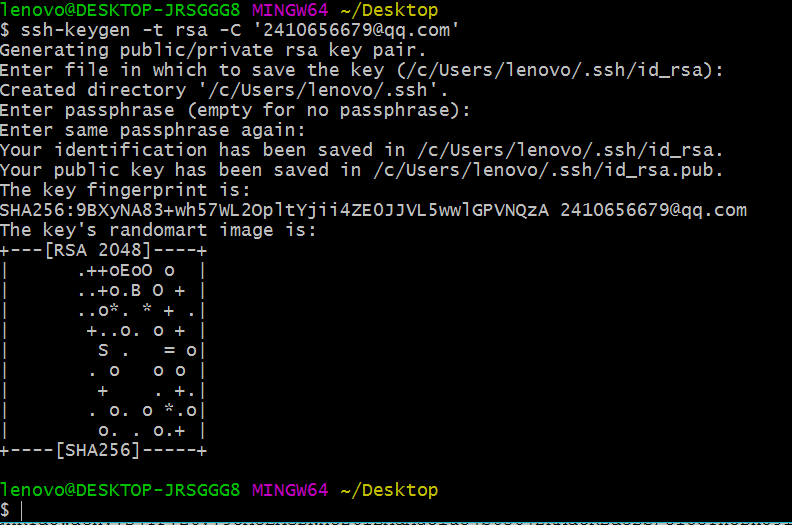 lenovo@DESKTOP-JRSGGG8 MINGW64 ~/Desktop
$ ssh-keygen -t rsa -C '2410656679@qq.com'
Generating public/private rsa key pair.
Enter file in which to save the key (/c/Users/lenovo/.ssh/id_rsa):
Created directory '/c/Users/lenovo/.ssh'.
Enter passphrase (empty for no passphrase):
Enter same passphrase again:
Your identification has been saved in /c/Users/lenovo/.ssh/id_rsa.
Your public key has been saved in /c/Users/lenovo/.ssh/id_rsa.pub.
The key fingerprint is:
SHA256:9BXyNA83+wh57WL2OpltYjii4ZE0JJVL5wwlGPVNQzA 2410656679@qq.com
The key's randomart image is:
+---[RSA 2048]----+
|       .++oEoO o  |
|       ..+o.B O + |
|       ..o*. * + .|
|        +..o. o + |
|         S .   = o|
|        . o   o o |
|         +     . +.|
|        . o. o *.o|
|         o. . o.+ |
+----[SHA256]-----+
lenovo@DESKTOP-JRSGGG8 MINGW64 ~/Desktop
$